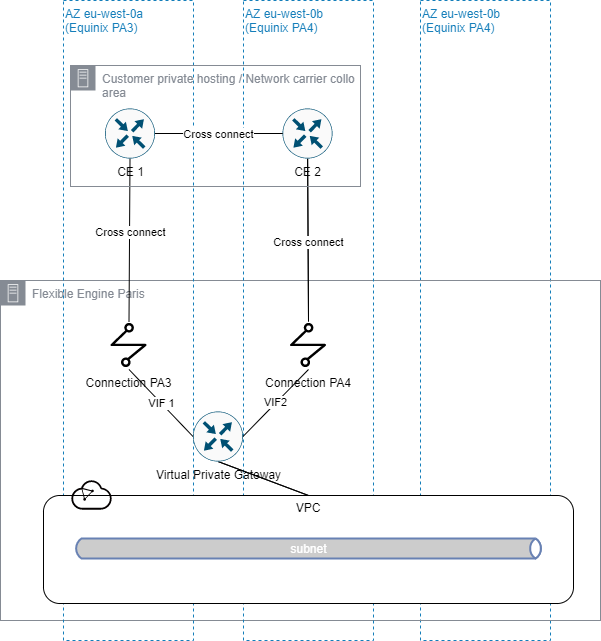 AZ eu-west-0a
(Equinix PA3)
AZ eu-west-0b
(Equinix PA4)
AZ eu-west-0b
(Equinix PA4)
Customer private hosting / Network carrier collo
area
Cross connect
CE 1
CE 2
Cross connect
Cross connect
Flexible Engine Paris
Connection PA3
Connection PA4
VIF 1
VIF2
Virtual Private Gateway
VPC
subnet